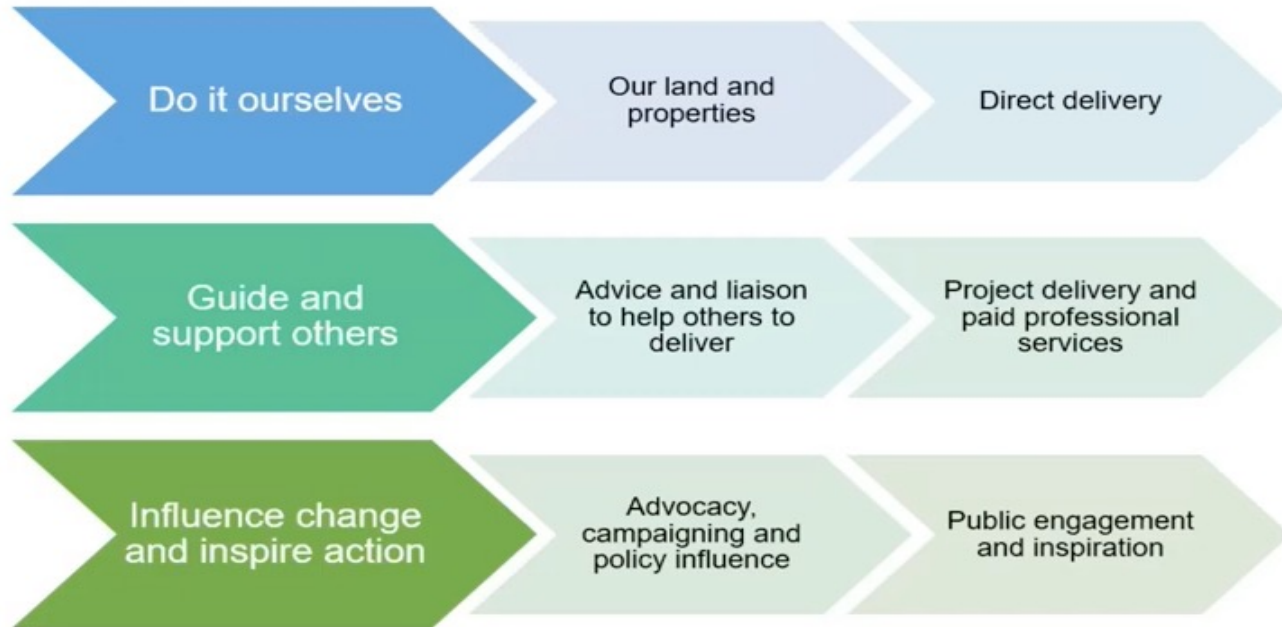 Do it ourselves
Our land and
properties
Direct delivery
Guide and
support others
Advice and liaison
to help others to
deliver
Project delivery and
paid professional
services
Influence change
and inspire action
Advocacy,
campaigning and
policy influence
Public engagement
and inspiration